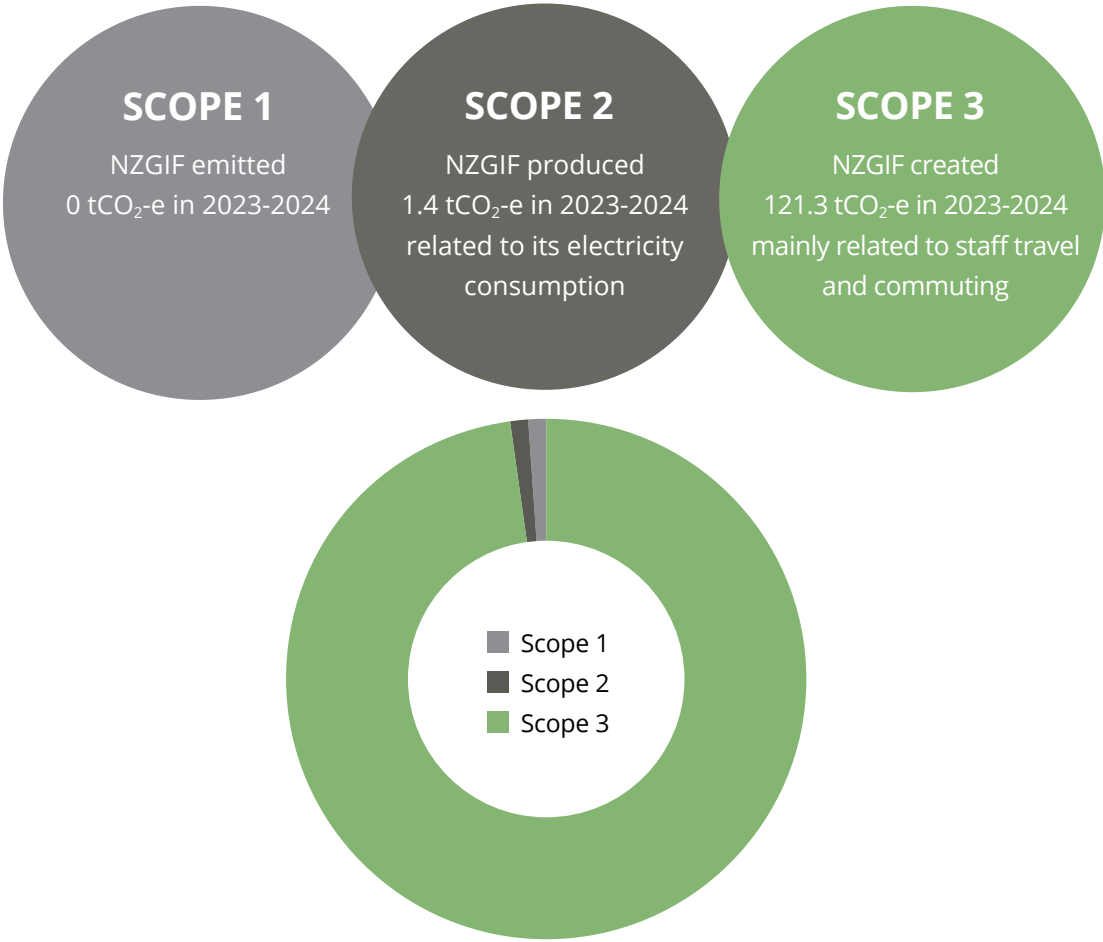 SCOPE 1
NZGIF emitted
0 tCO₂-e in 2023-2024
SCOPE 2
NZGIF produced
1.4 tCO₂-e in 2023-2024
related to its electricity
consumption
SCOPE 3
NZGIF created
121.3 tCO₂-e in 2023-2024
mainly related to staff travel
and commuting
Scope 1
Scope 2
Scope 3